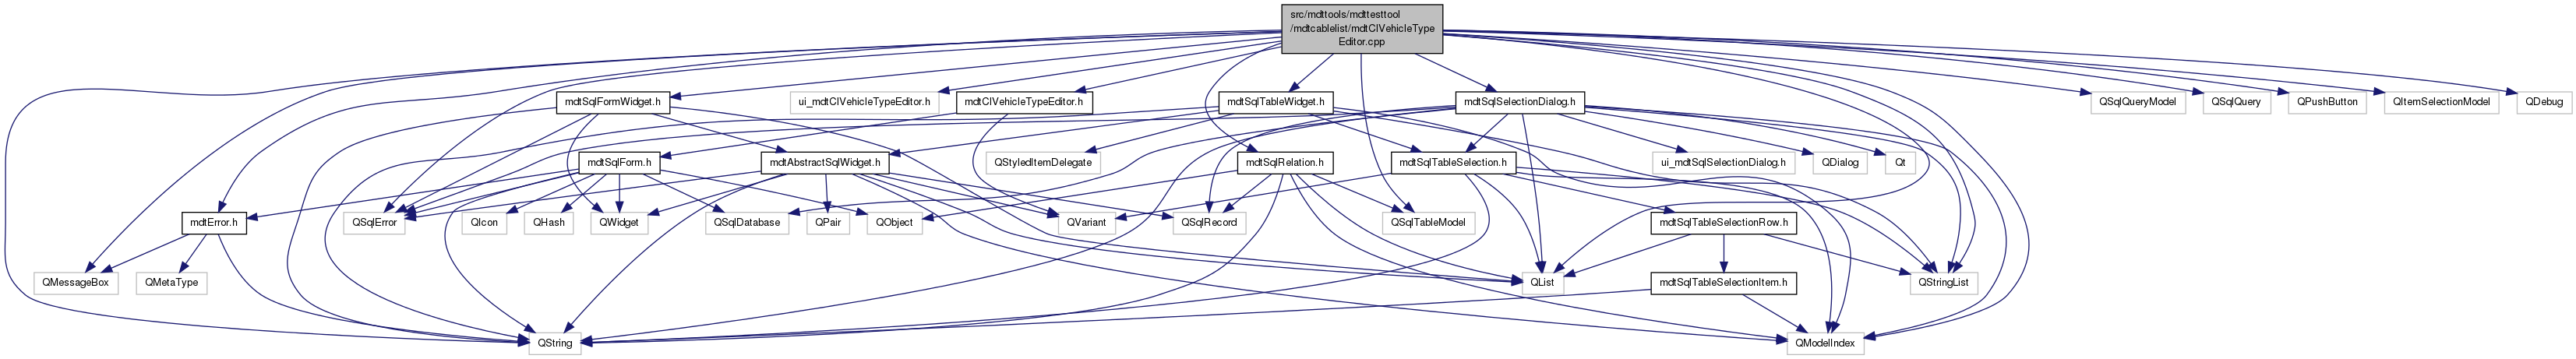 src/mdttools/mdttesttool
/mdtcablelist/mdtClVehicleType
Editor.cpp
mdtSqlFormWidget.h
ui_mdtClVehicleTypeEditor.h
mdtClVehicleTypeEditor.h
mdtSqlTableWidget.h
mdtSqlSelectionDialog.h
QSqlQueryModel
QSqlQuery
QPushButton
QItemSelectionModel
QDebug
mdtSqlForm.h
mdtAbstractSqlWidget.h
QStyledItemDelegate
mdtSqlRelation.h
mdtSqlTableSelection.h
ui_mdtSqlSelectionDialog.h
QDialog
Qt
mdtError.h
QSqlError
QIcon
QHash
QWidget
QSqlDatabase
QPair
QObject
QVariant
QSqlRecord
QSqlTableModel
mdtSqlTableSelectionRow.h
QMessageBox
QMetaType
QList
mdtSqlTableSelectionItem.h
QStringList
QString
QModelIndex